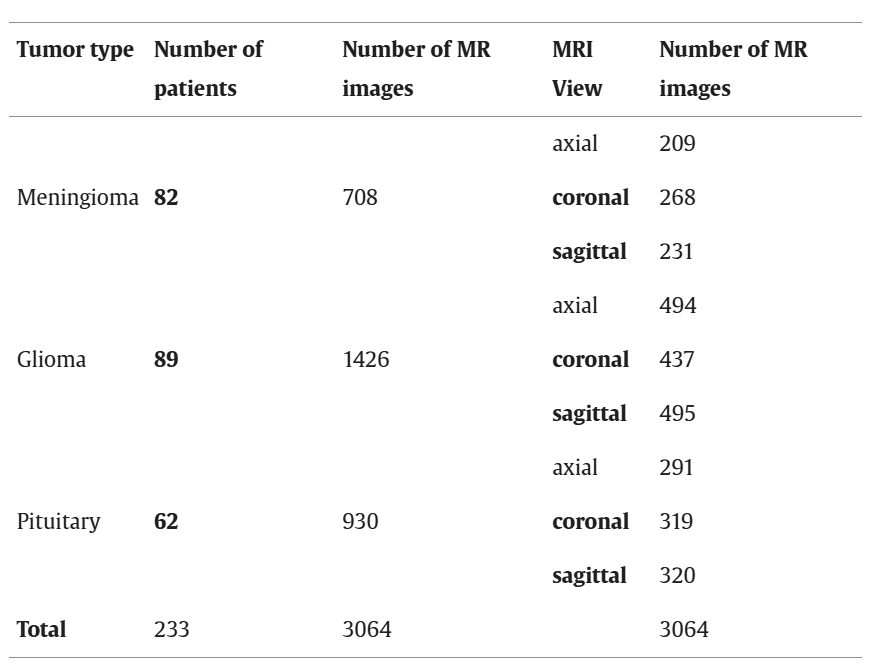 Tumor type Number of patients Number of MR images MRI View Number of MR images
axial 209
Meningioma 82 708 coronal 268
sagittal 231
axial 494
Glioma 89 1426 coronal 437
sagittal 495
axial 291
Pituitary 62 930 coronal 319
sagittal 320
Total 233 3064 3064